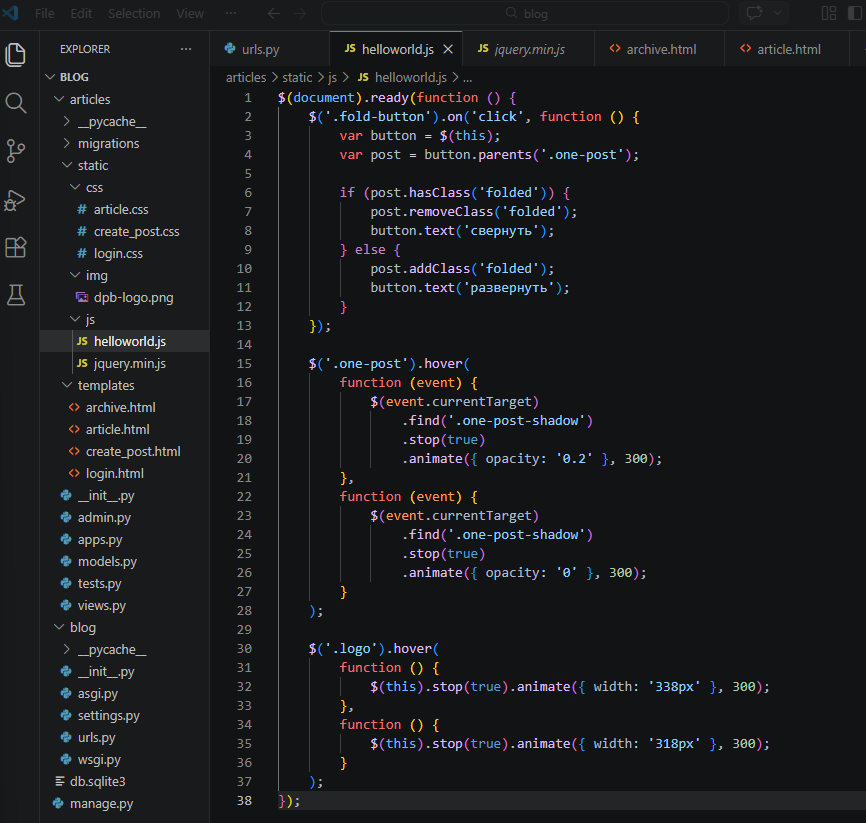 File Edit Selection View ··· blog
EXPLORER ···
BLOG
articles
__pycache__
migrations
static
css
# article.css
# create_post.css
# login.css
img
dpb-logo.png
js
JS helloworld.js
JS jquery.min.js
templates
<> archive.html
<> article.html
<> create_post.html
<> login.html
__init__.py
admin.py
apps.py
models.py
tests.py
views.py
blog
__pycache__
__init__.py
asgi.py
settings.py
urls.py
wsgi.py
db.sqlite3
manage.py
urls.py JS helloworld.js × JS jquery.min.js <> archive.html <> article.html
articles > static > js > JS helloworld.js > ...
1 $(document).ready(function () {
2     $('.fold-button').on('click', function () {
3         var button = $(this);
4         var post = button.parents('.one-post');
5
6         if (post.hasClass('folded')) {
7             post.removeClass('folded');
8             button.text('свернуть');
9         } else {
10             post.addClass('folded');
11             button.text('развернуть');
12         }
13     });
14
15     $('.one-post').hover(
16         function (event) {
17             $(event.currentTarget)
18                 .find('.one-post-shadow')
19                 .stop(true)
20                 .animate({ opacity: '0.2' }, 300);
21         },
22         function (event) {
23             $(event.currentTarget)
24                 .find('.one-post-shadow')
25                 .stop(true)
26                 .animate({ opacity: '0' }, 300);
27         }
28     );
29
30     $('.logo').hover(
31         function () {
32             $(this).stop(true).animate({ width: '338px' }, 300);
33         },
34         function () {
35             $(this).stop(true).animate({ width: '318px' }, 300);
36         }
37     );
38 });